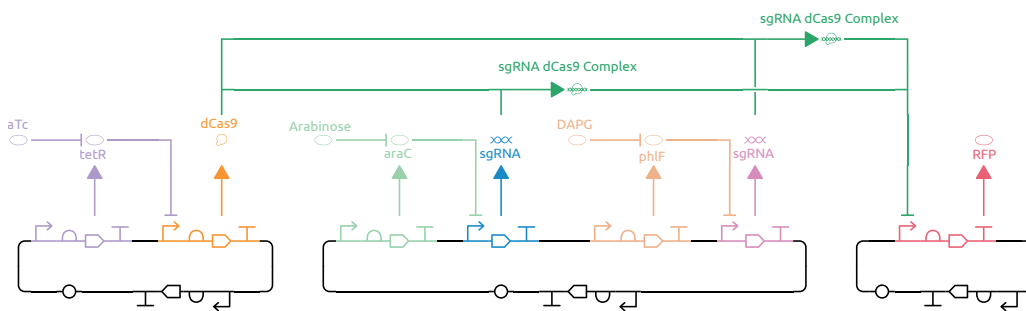 sgRNA dCas9 Complex
sgRNA dCas9 Complex
aTc
dCas9
Arabinose
DAPG
tetR
araC
sgRNA
phlF
sgRNA
RFP